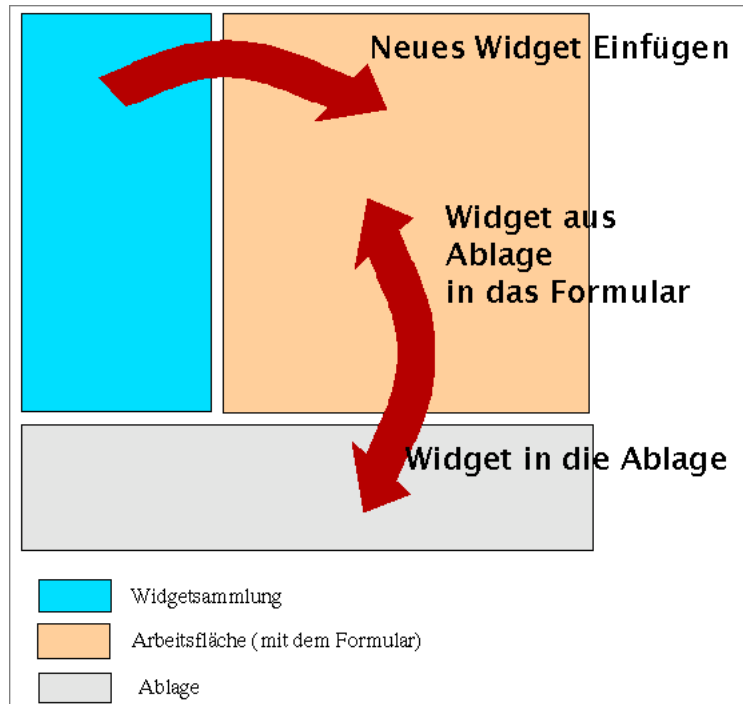 Neues Widget Einfügen
Widget aus
Ablage
in das Formular
Widget in die Ablage
Widgetsammlung
Arbeitsfläche ( mit dem Formular)
Ablage